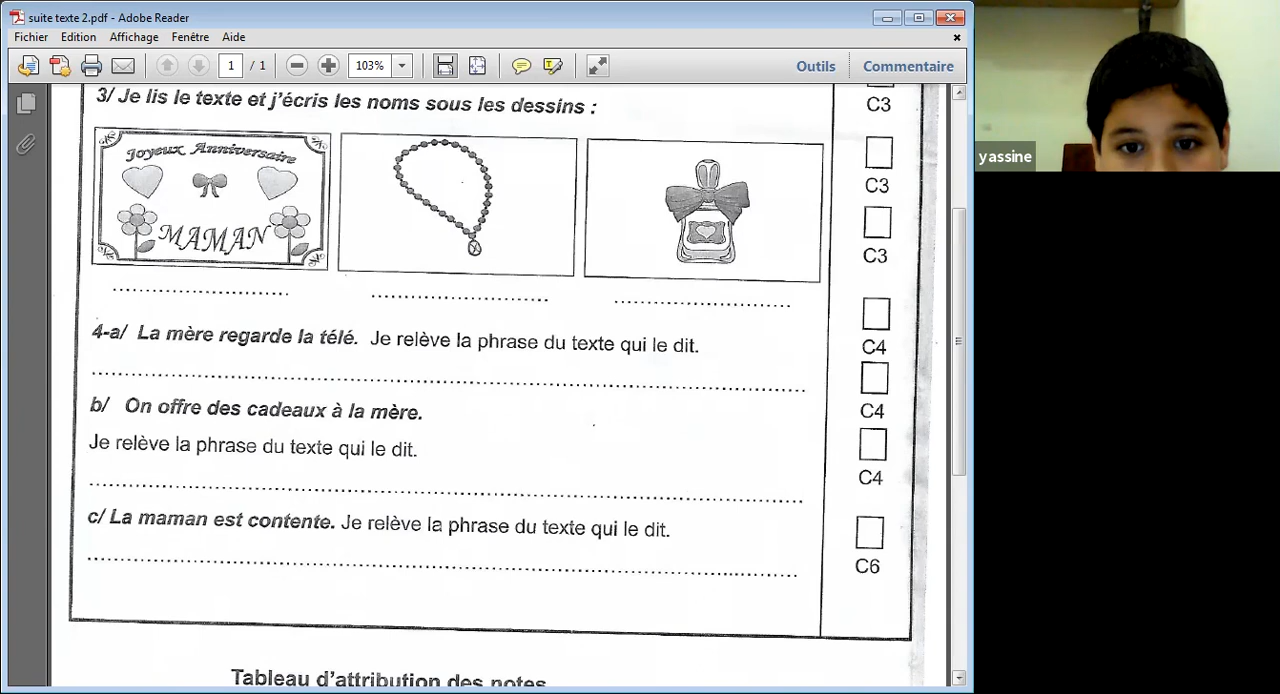 suite texte 2.pdf - Adobe Reader
Fichier Edition Affichage Fenêtre Aide
1 / 1 103% Outils Commentaire
3/ Je lis le texte et j'écris les noms sous les dessins :
C3
Joyeux Anniversaire
MAMAN
C3
C3
4-a/ La mère regarde la télé. Je relève la phrase du texte qui le dit.
C4
b/ On offre des cadeaux à la mère.
C4
Je relève la phrase du texte qui le dit.
C4
c/ La maman est contente. Je relève la phrase du texte qui le dit.
C6
Tableau d'attribution des notes
yassine